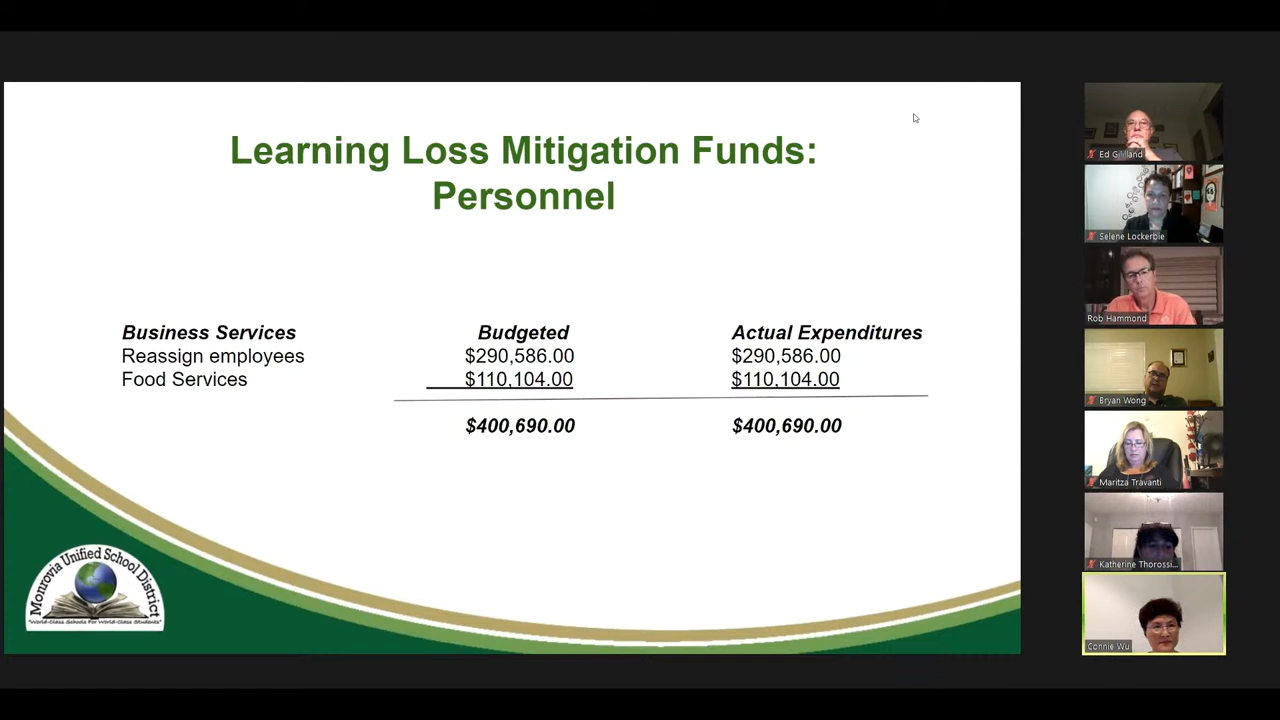 Learning Loss Mitigation Funds:
Personnel
Business Services Budgeted Actual Expenditures
Reassign employees $290,586.00 $290,586.00
Food Services $110,104.00 $110,104.00
$400,690.00 $400,690.00
Monrovia Unified School District
"World-Class Schools For World-Class Students"
Ed Gililland
Selene Lockerbie
Rob Hammond
Bryan Wong
Maritza Travanti
Katherine Thorossi...
Connie Wu